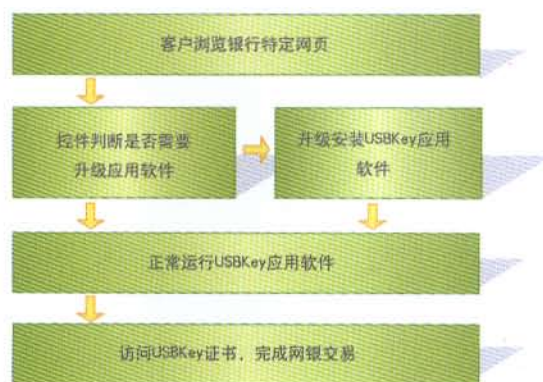 客户浏览银行特定网页
控件判断是否需要
升级应用软件
升级安装USBKey应用
软件
正常运行USBKey应用软件
访问USBKey证书，完成网银交易